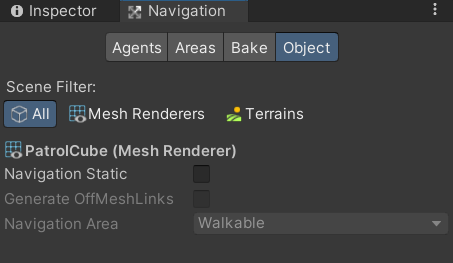 Inspector Navigation
Agents Areas Bake Object
Scene Filter:
All Mesh Renderers Terrains
PatrolCube (Mesh Renderer)
Navigation Static
Generate OffMeshLinks
Navigation Area Walkable